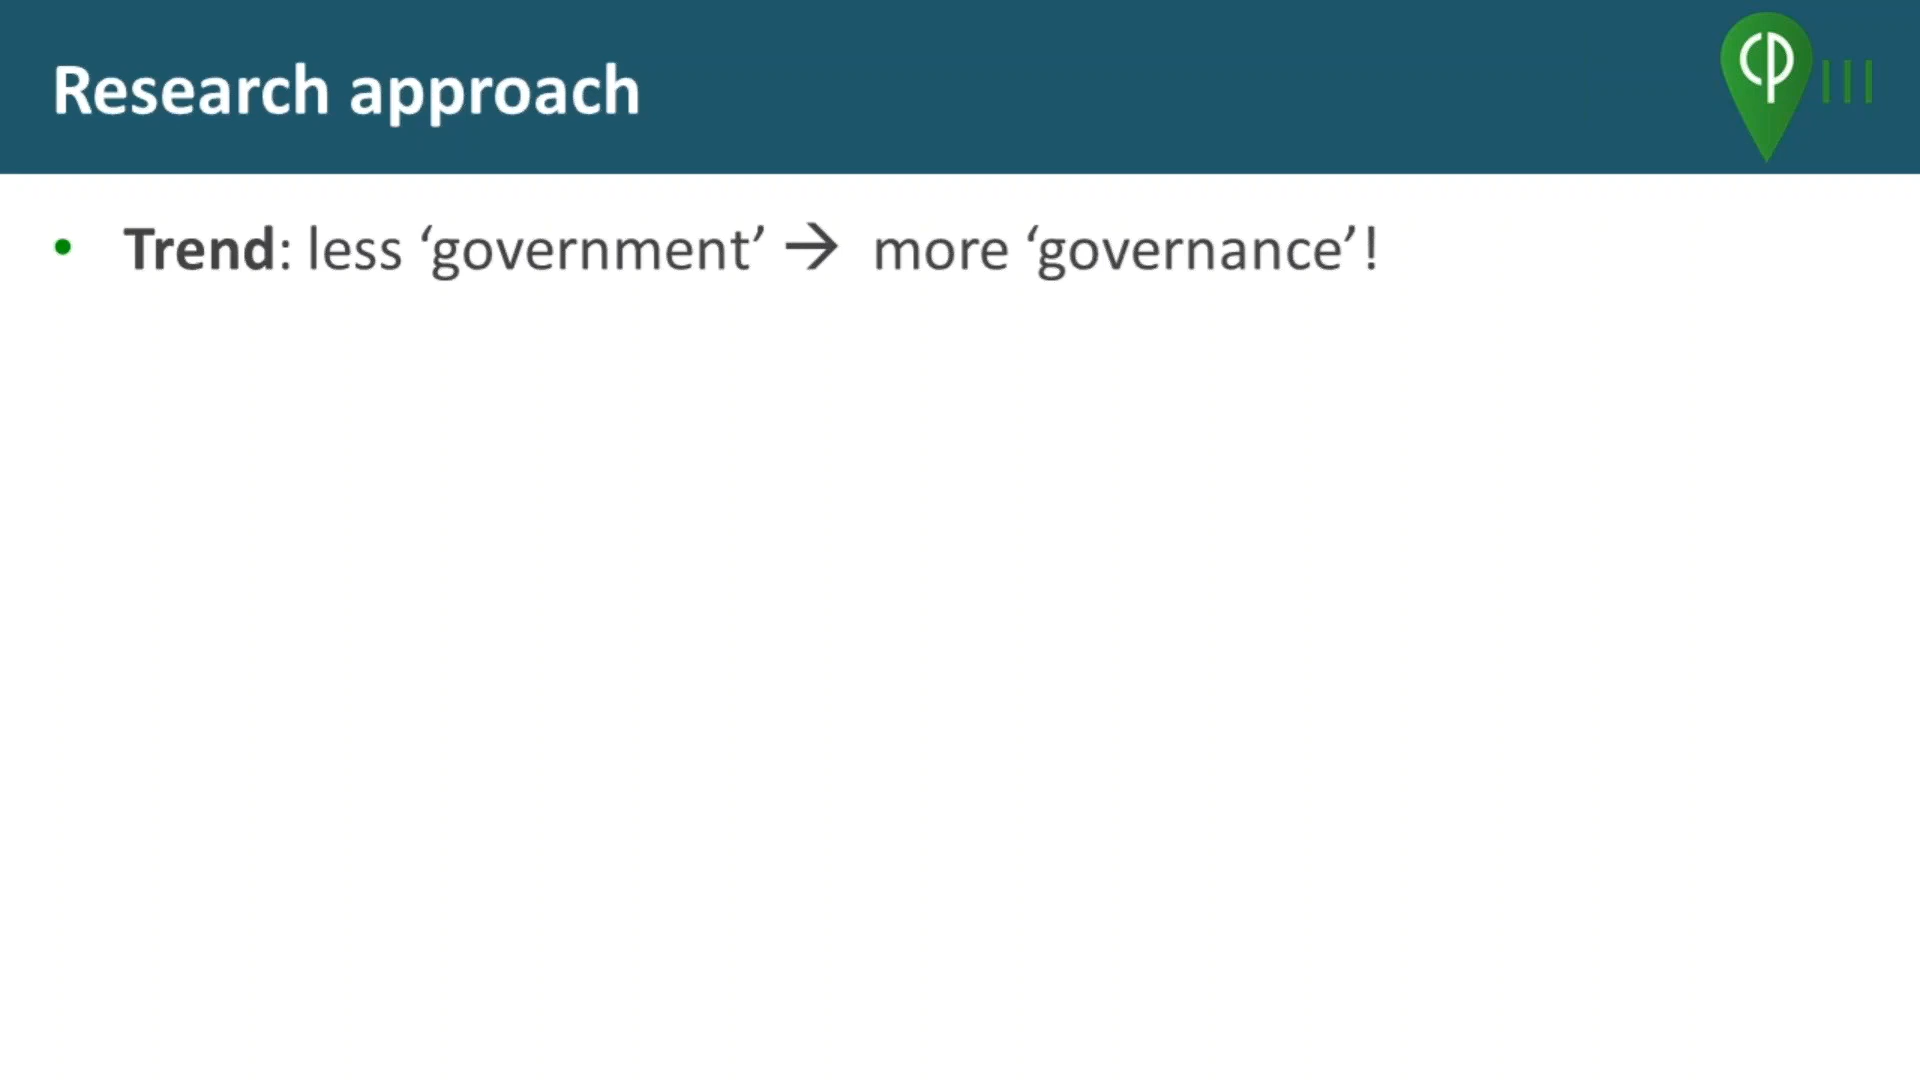 Research approach
• Trend: less ‘government’ → more ‘governance’!